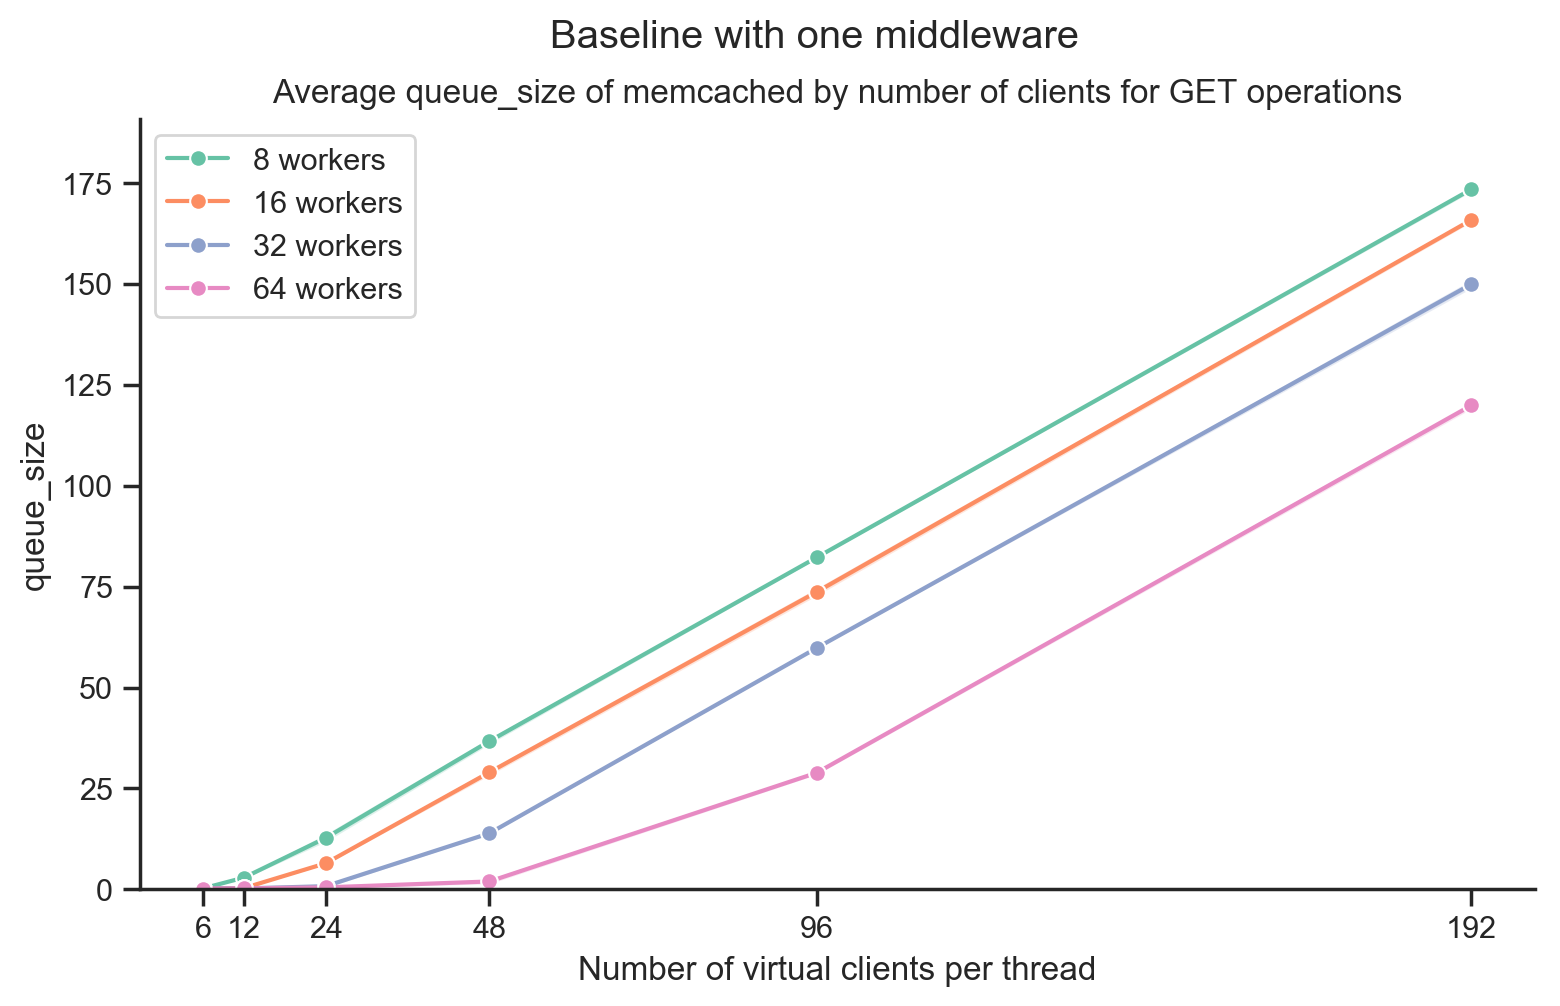 Baseline with one middleware
Average queue_size of memcached by number of clients for GET operations
8 workers
16 workers
32 workers
64 workers
175
150
125
100
75
50
25
0
queue_size
6 12 24 48 96 192
Number of virtual clients per thread